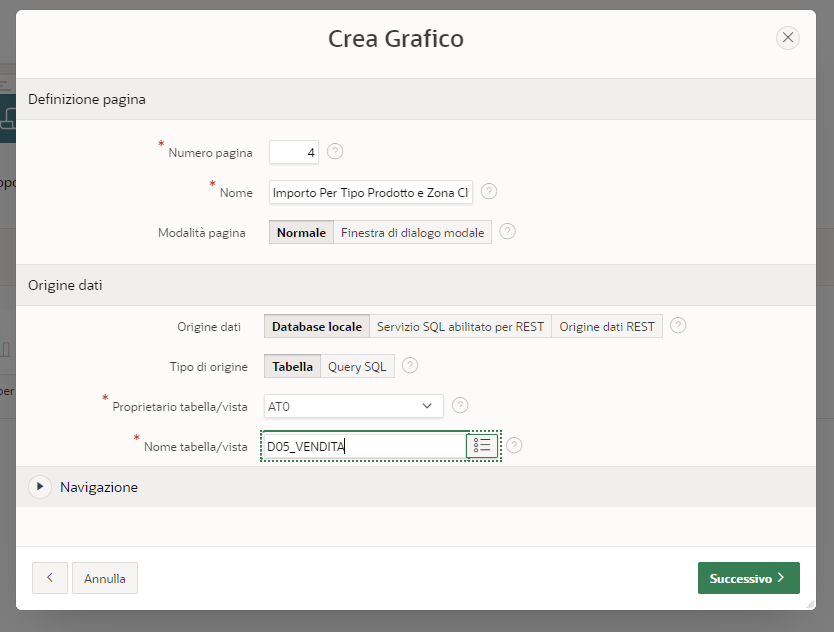 Crea Grafico
Definizione pagina
* Numero pagina 4 ?
* Nome Importo Per Tipo Prodotto e Zona ?
Modalità pagina Normale Finestra di dialogo modale ?
Origine dati
Origine dati Database locale Servizio SQL abilitato per REST Origine dati REST ?
Tipo di origine Tabella Query SQL ?
* Proprietario tabella/vista AT0 ?
* Nome tabella/vista D05_VENDITA ?
Navigazione
Annulla Successivo